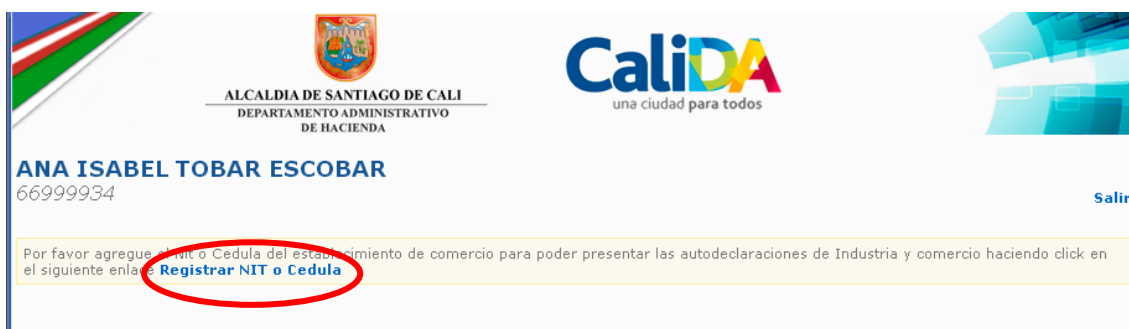 ALCALDIA DE SANTIAGO DE CALI
DEPARTAMENTO ADMINISTRATIVO
DE HACIENDA
CaliDA
una ciudad para todos
ANA ISABEL TOBAR ESCOBAR
66999934
Salir
Por favor agregue el Nit o Cedula del establecimiento de comercio para poder presentar las autodeclaraciones de Industria y comercio haciendo click en
el siguiente enlace Registrar NIT o Cedula